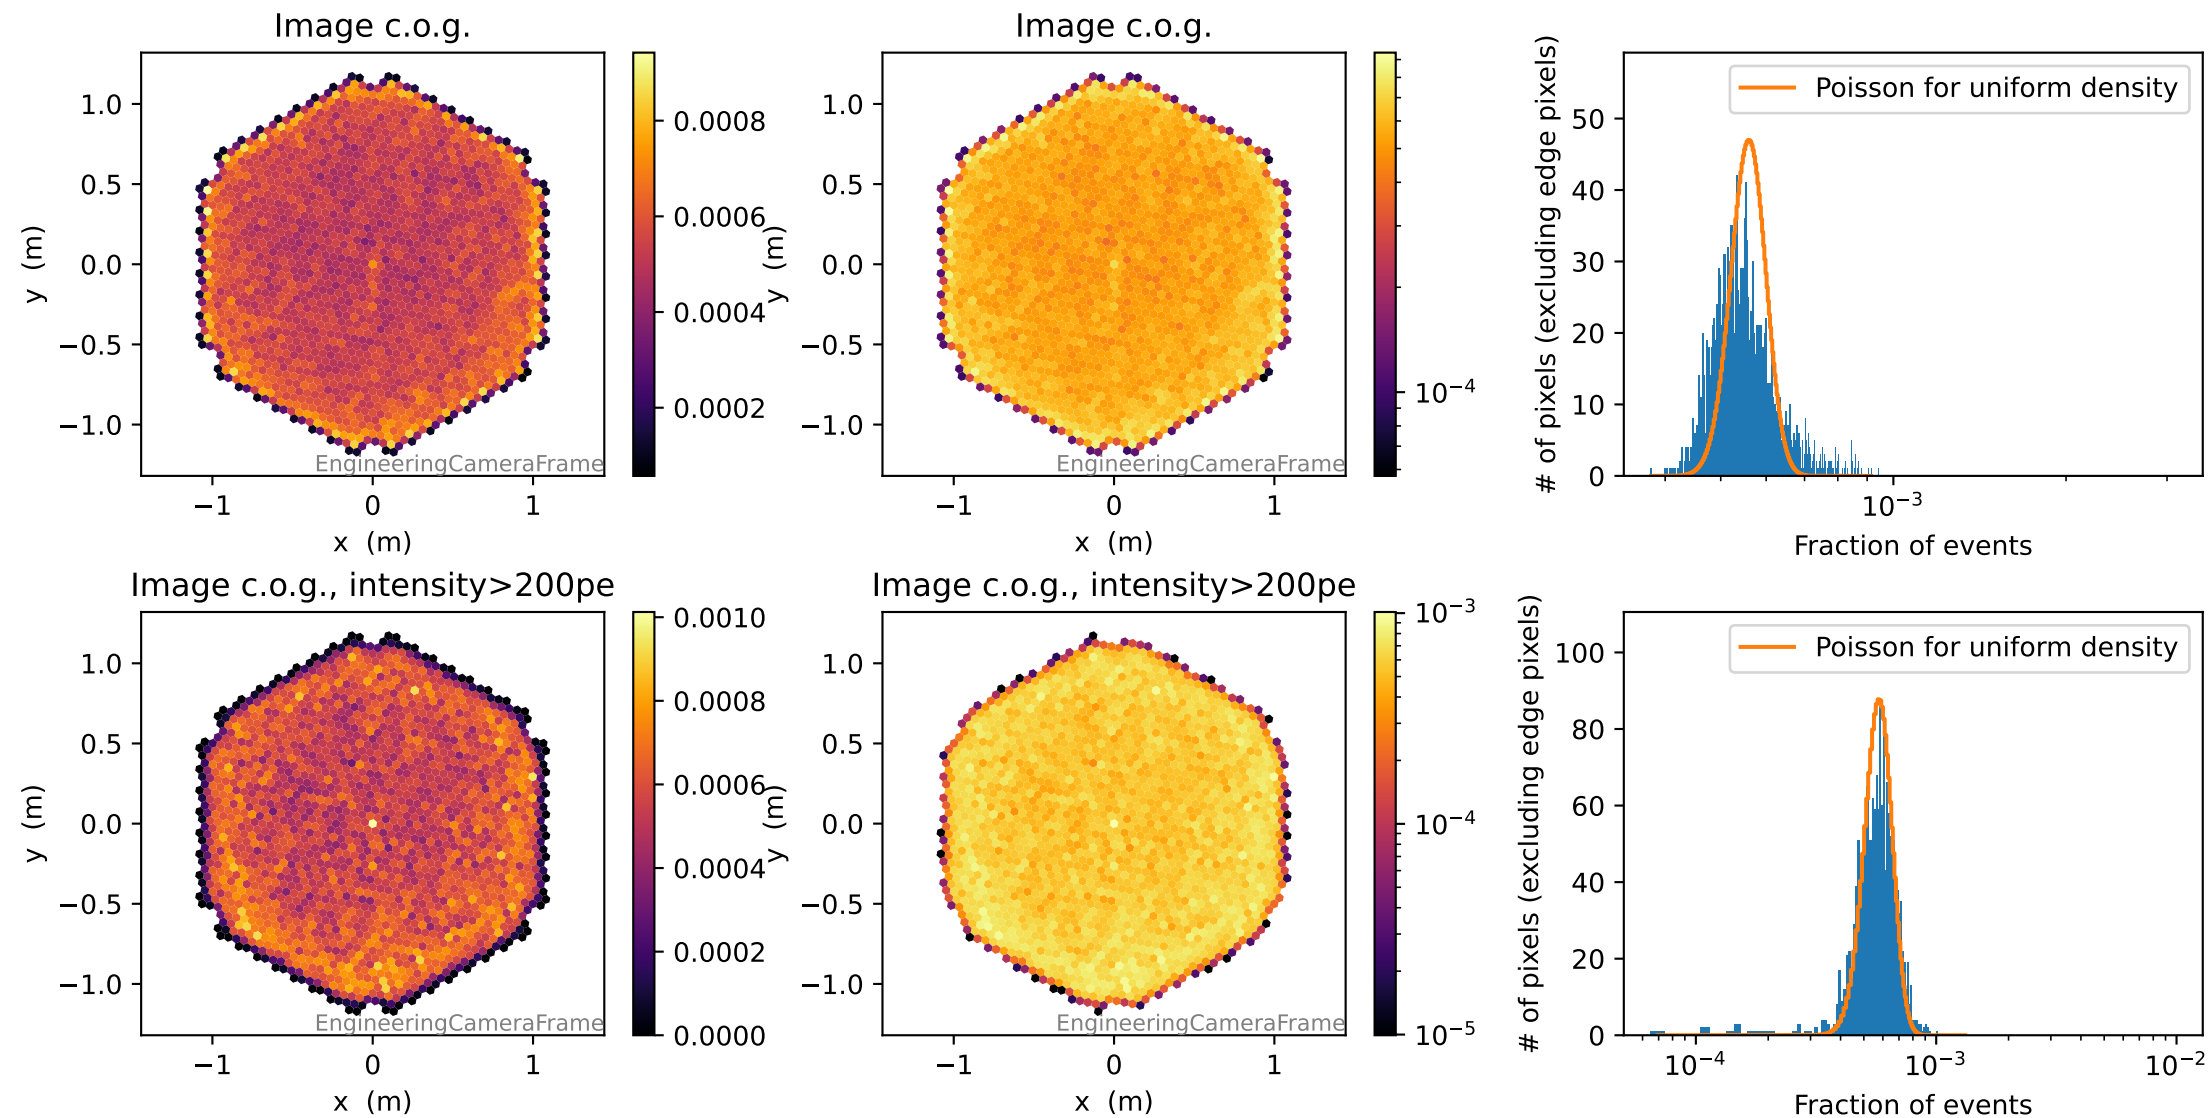 Image c.o.g.
1.0
0.5
0.0
−0.5
−1.0
y (m)
−1
0
1
x (m)
EngineeringCameraFrame
0.0008
0.0006
0.0004
0.0002
Image c.o.g.
1.0
0.5
0.0
−0.5
−1.0
y (m)
−1
0
1
x (m)
EngineeringCameraFrame
10⁻⁴
# of pixels (excluding edge pixels)
50
40
30
20
10
0
Poisson for uniform density
10⁻³
Fraction of events
Image c.o.g., intensity>200pe
1.0
0.5
0.0
−0.5
−1.0
y (m)
−1
0
1
x (m)
EngineeringCameraFrame
0.0010
0.0008
0.0006
0.0004
0.0002
0.0000
Image c.o.g., intensity>200pe
1.0
0.5
0.0
−0.5
−1.0
y (m)
−1
0
1
x (m)
EngineeringCameraFrame
10⁻³
10⁻⁴
10⁻⁵
# of pixels (excluding edge pixels)
100
80
60
40
20
0
Poisson for uniform density
10⁻⁴
10⁻³
10⁻²
Fraction of events